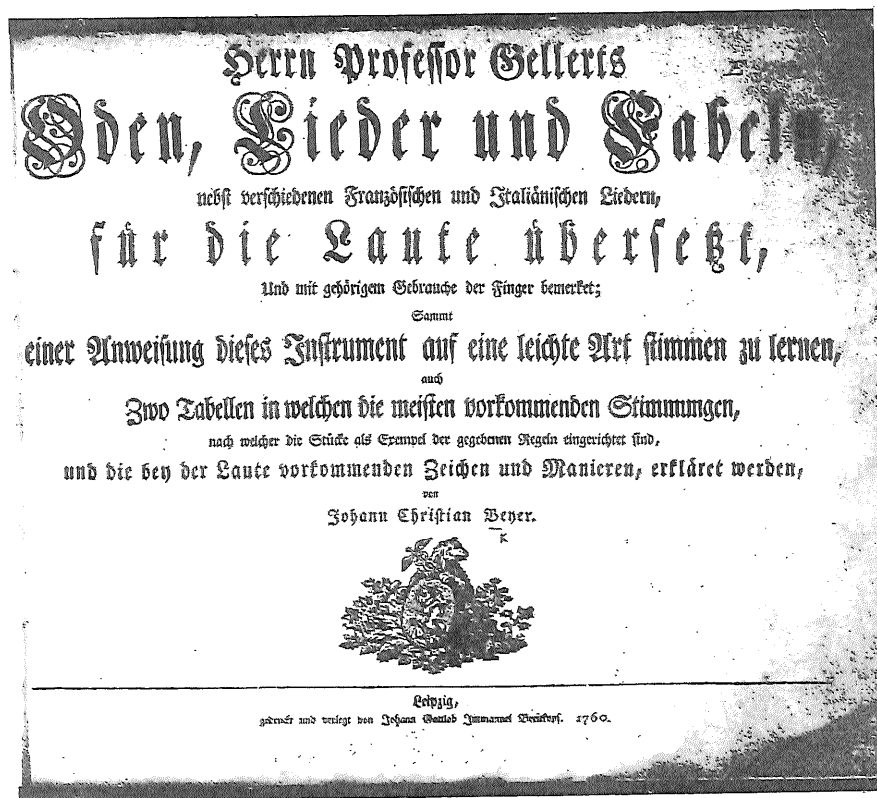 Herrn Professor Gellerts
Oden, Lieder und Fabeln,
nebst verschiedenen Französischen und Italiänischen Liedern,
für die Laute übersetzt,
Und mit gehörigem Gebrauche der Finger bemerket;
Sammt
einer Anweisung dieses Instrument auf eine leichte Art stimmen zu lernen,
auch
Zwo Tabellen in welchen die meisten vorkommenden Stimmungen,
nach welcher die Stücke als Exempel der gegebenen Regeln eingerichtet sind,
und die bey der Laute vorkommenden Zeichen und Manieren, erkläret werden,
von
Johann Christian Beyer.
K
Leipzig,
gedruckt und verlegt von Johann Gottlob Immanuel Breitkopf. 1760.